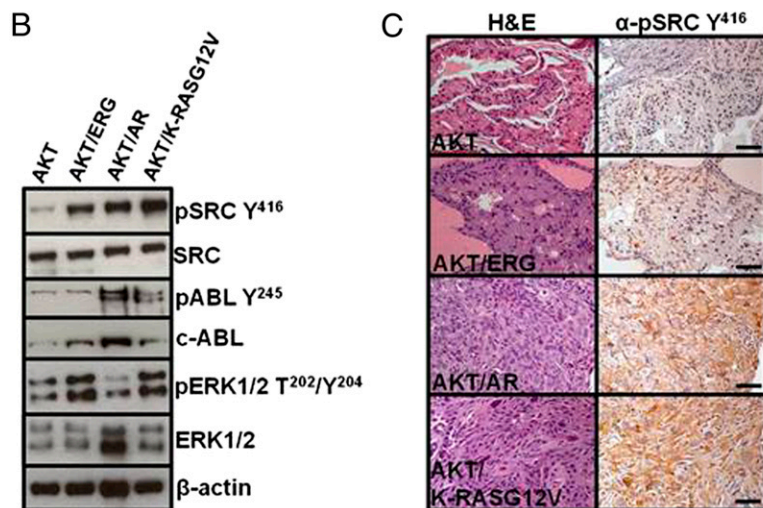 B
AKT
AKT/ERG
AKT/AR
AKT/K-RASG12V
pSRC Y⁴¹⁶
SRC
pABL Y²⁴⁵
c-ABL
pERK1/2 T²⁰²/Y²⁰⁴
ERK1/2
β-actin
C
H&E
α-pSRC Y⁴¹⁶
AKT
AKT/ERG
AKT/AR
AKT/
K-RASG12V